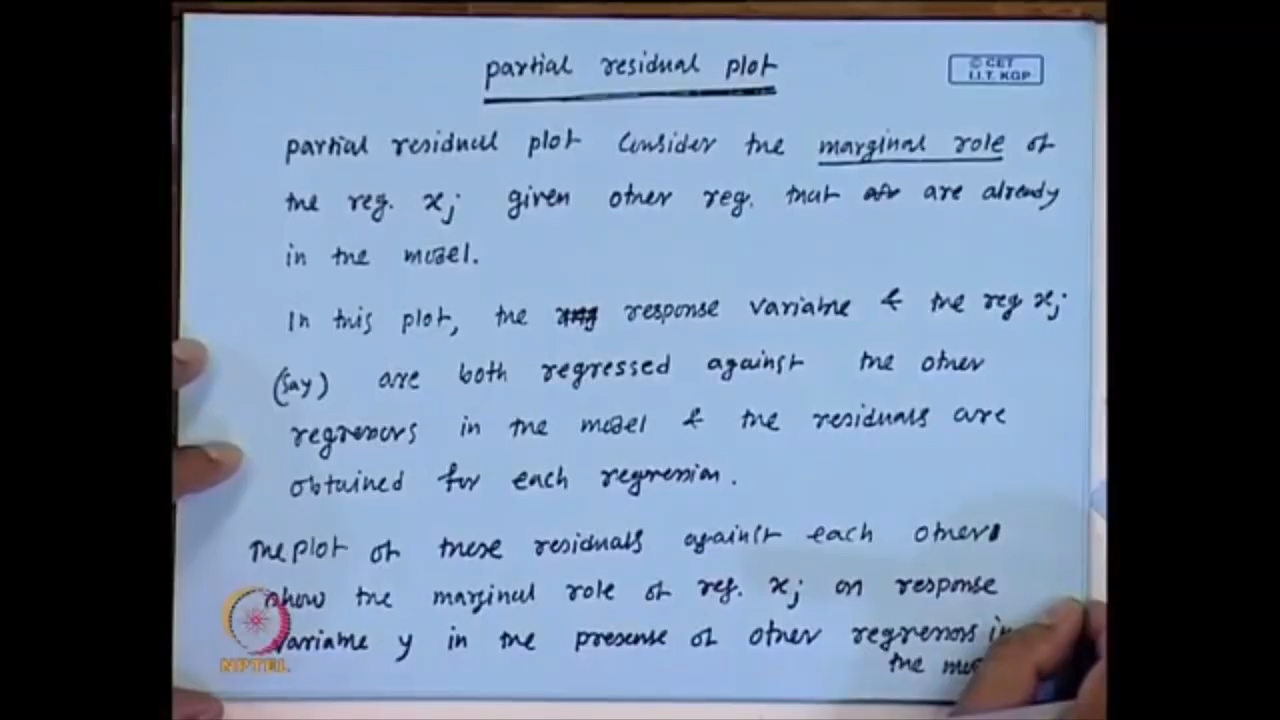 partial residual plot
© CET
I.I.T. KGP
partial residual plot Consider the marginal role of
the reg. xj given other reg. that are already
in the model.
In this plot, the response variable & the reg xj
(say) are both regressed against the other
regressors in the model & the residuals are
obtained for each regression.
The plot of these residuals against each other
show the marginal role of reg. xj on response
variable y in the presense of other regressors in
the
NPTEL